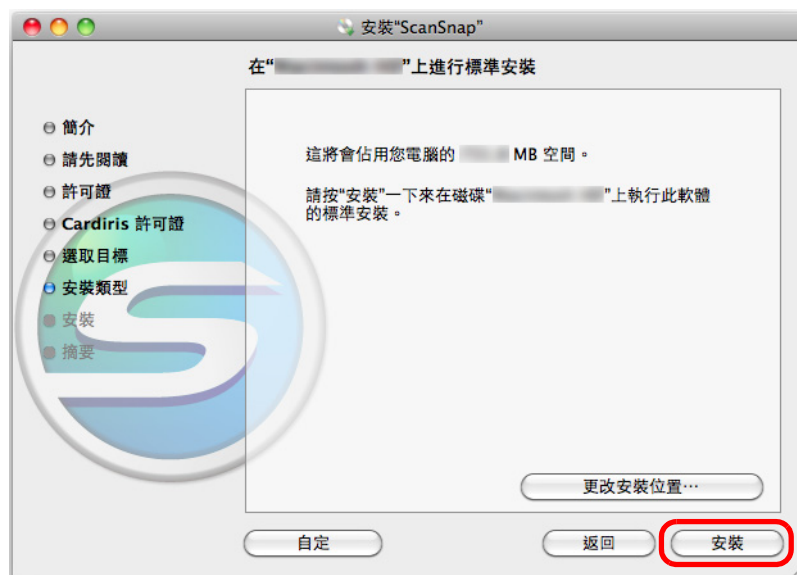 安裝“ScanSnap”
在“ ”上進行標準安裝
簡介
請先閱讀
許可證
Cardiris 許可證
選取目標
安裝類型
安裝
摘要
這將會佔用您電腦的 MB 空間。
請按“安裝”一下來在磁碟“ ”上執行此軟體
的標準安裝。
更改安裝位置⋯
自定
返回
安裝